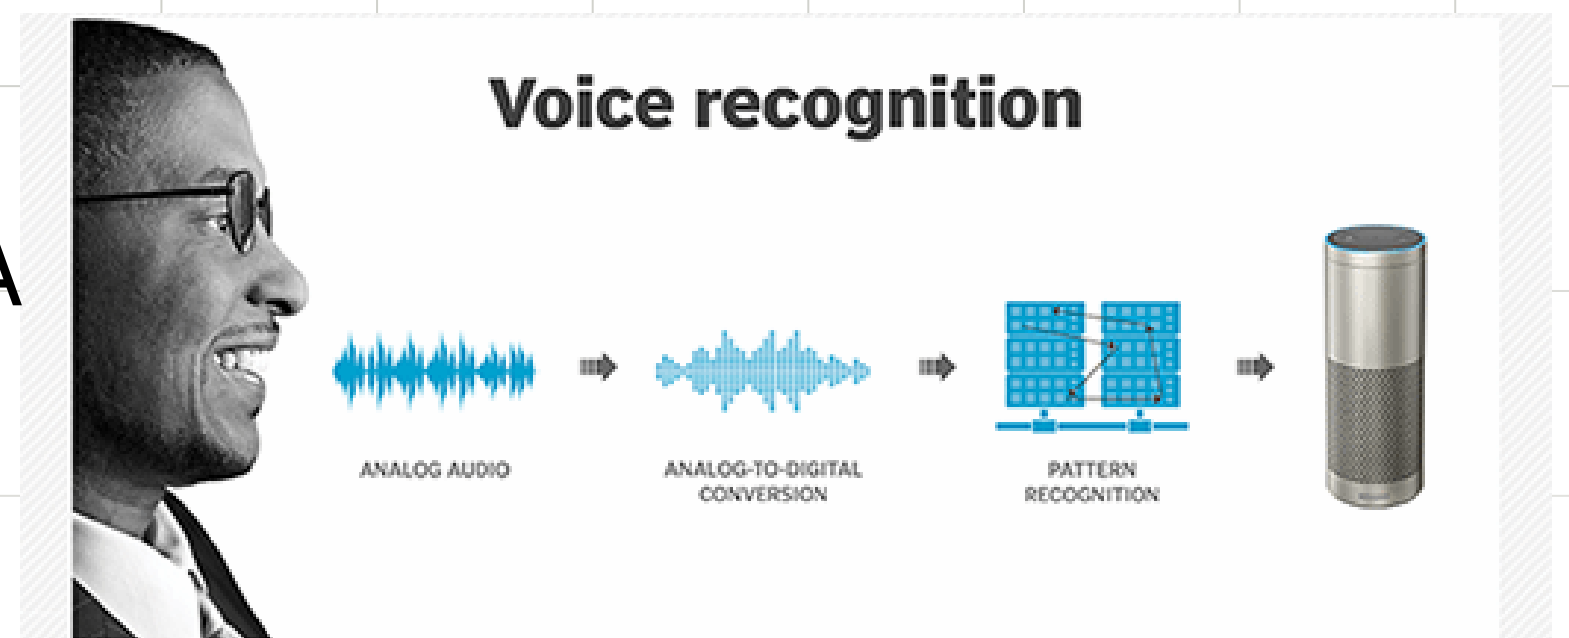 Voice recognition
A
ANALOG AUDIO
ANALOG-TO-DIGITAL
CONVERSION
PATTERN
RECOGNITION